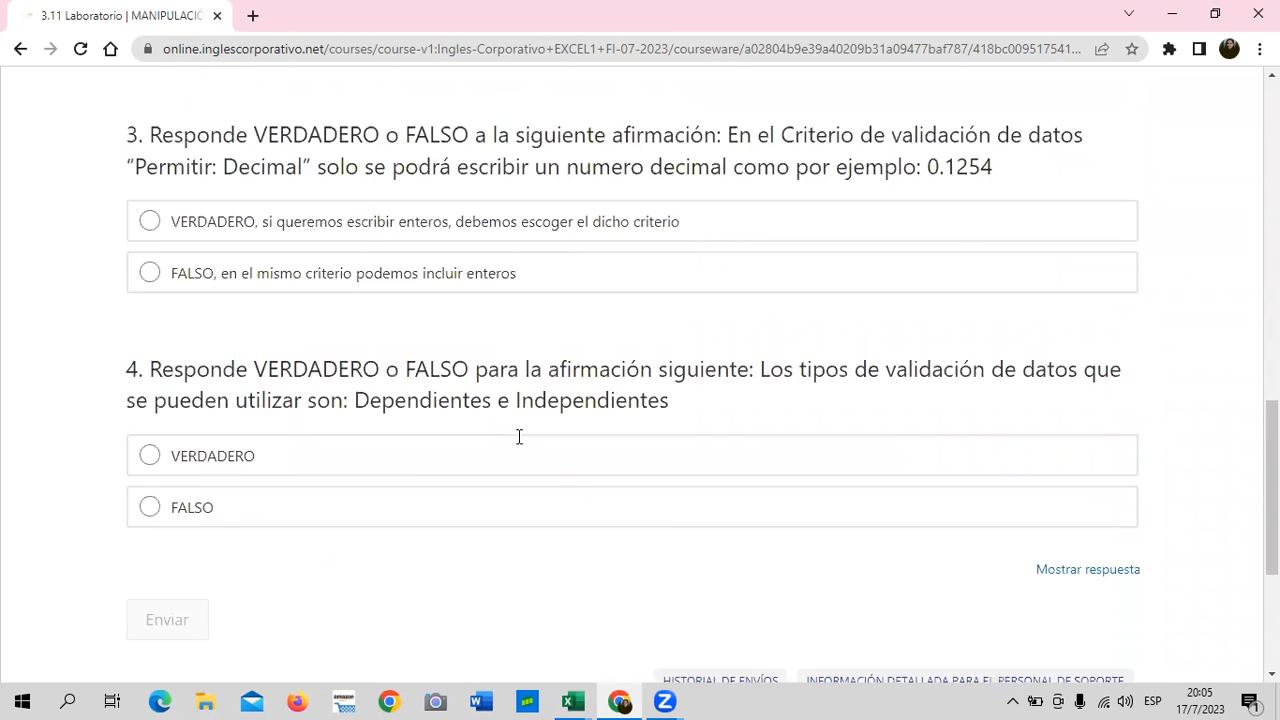 3.11 Laboratorio | MANIPULACIÓ
online.inglescorporativo.net/courses/course-v1:Ingles-Corporativo+EXCEL1+FI-07-2023/courseware/a02804b9e39a40209b31a09477baf787/418bc009517541...
3. Responde VERDADERO o FALSO a la siguiente afirmación: En el Criterio de validación de datos
“Permitir: Decimal” solo se podrá escribir un numero decimal como por ejemplo: 0.1254
VERDADERO, si queremos escribir enteros, debemos escoger el dicho criterio
FALSO, en el mismo criterio podemos incluir enteros
4. Responde VERDADERO o FALSO para la afirmación siguiente: Los tipos de validación de datos que
se pueden utilizar son: Dependientes e Independientes
VERDADERO
FALSO
Mostrar respuesta
Enviar
HISTORIAL DE ENVÍOS
INFORMACIÓN DETALLADA PARA EL PERSONAL DE SOPORTE
ESP
20:05
17/7/2023